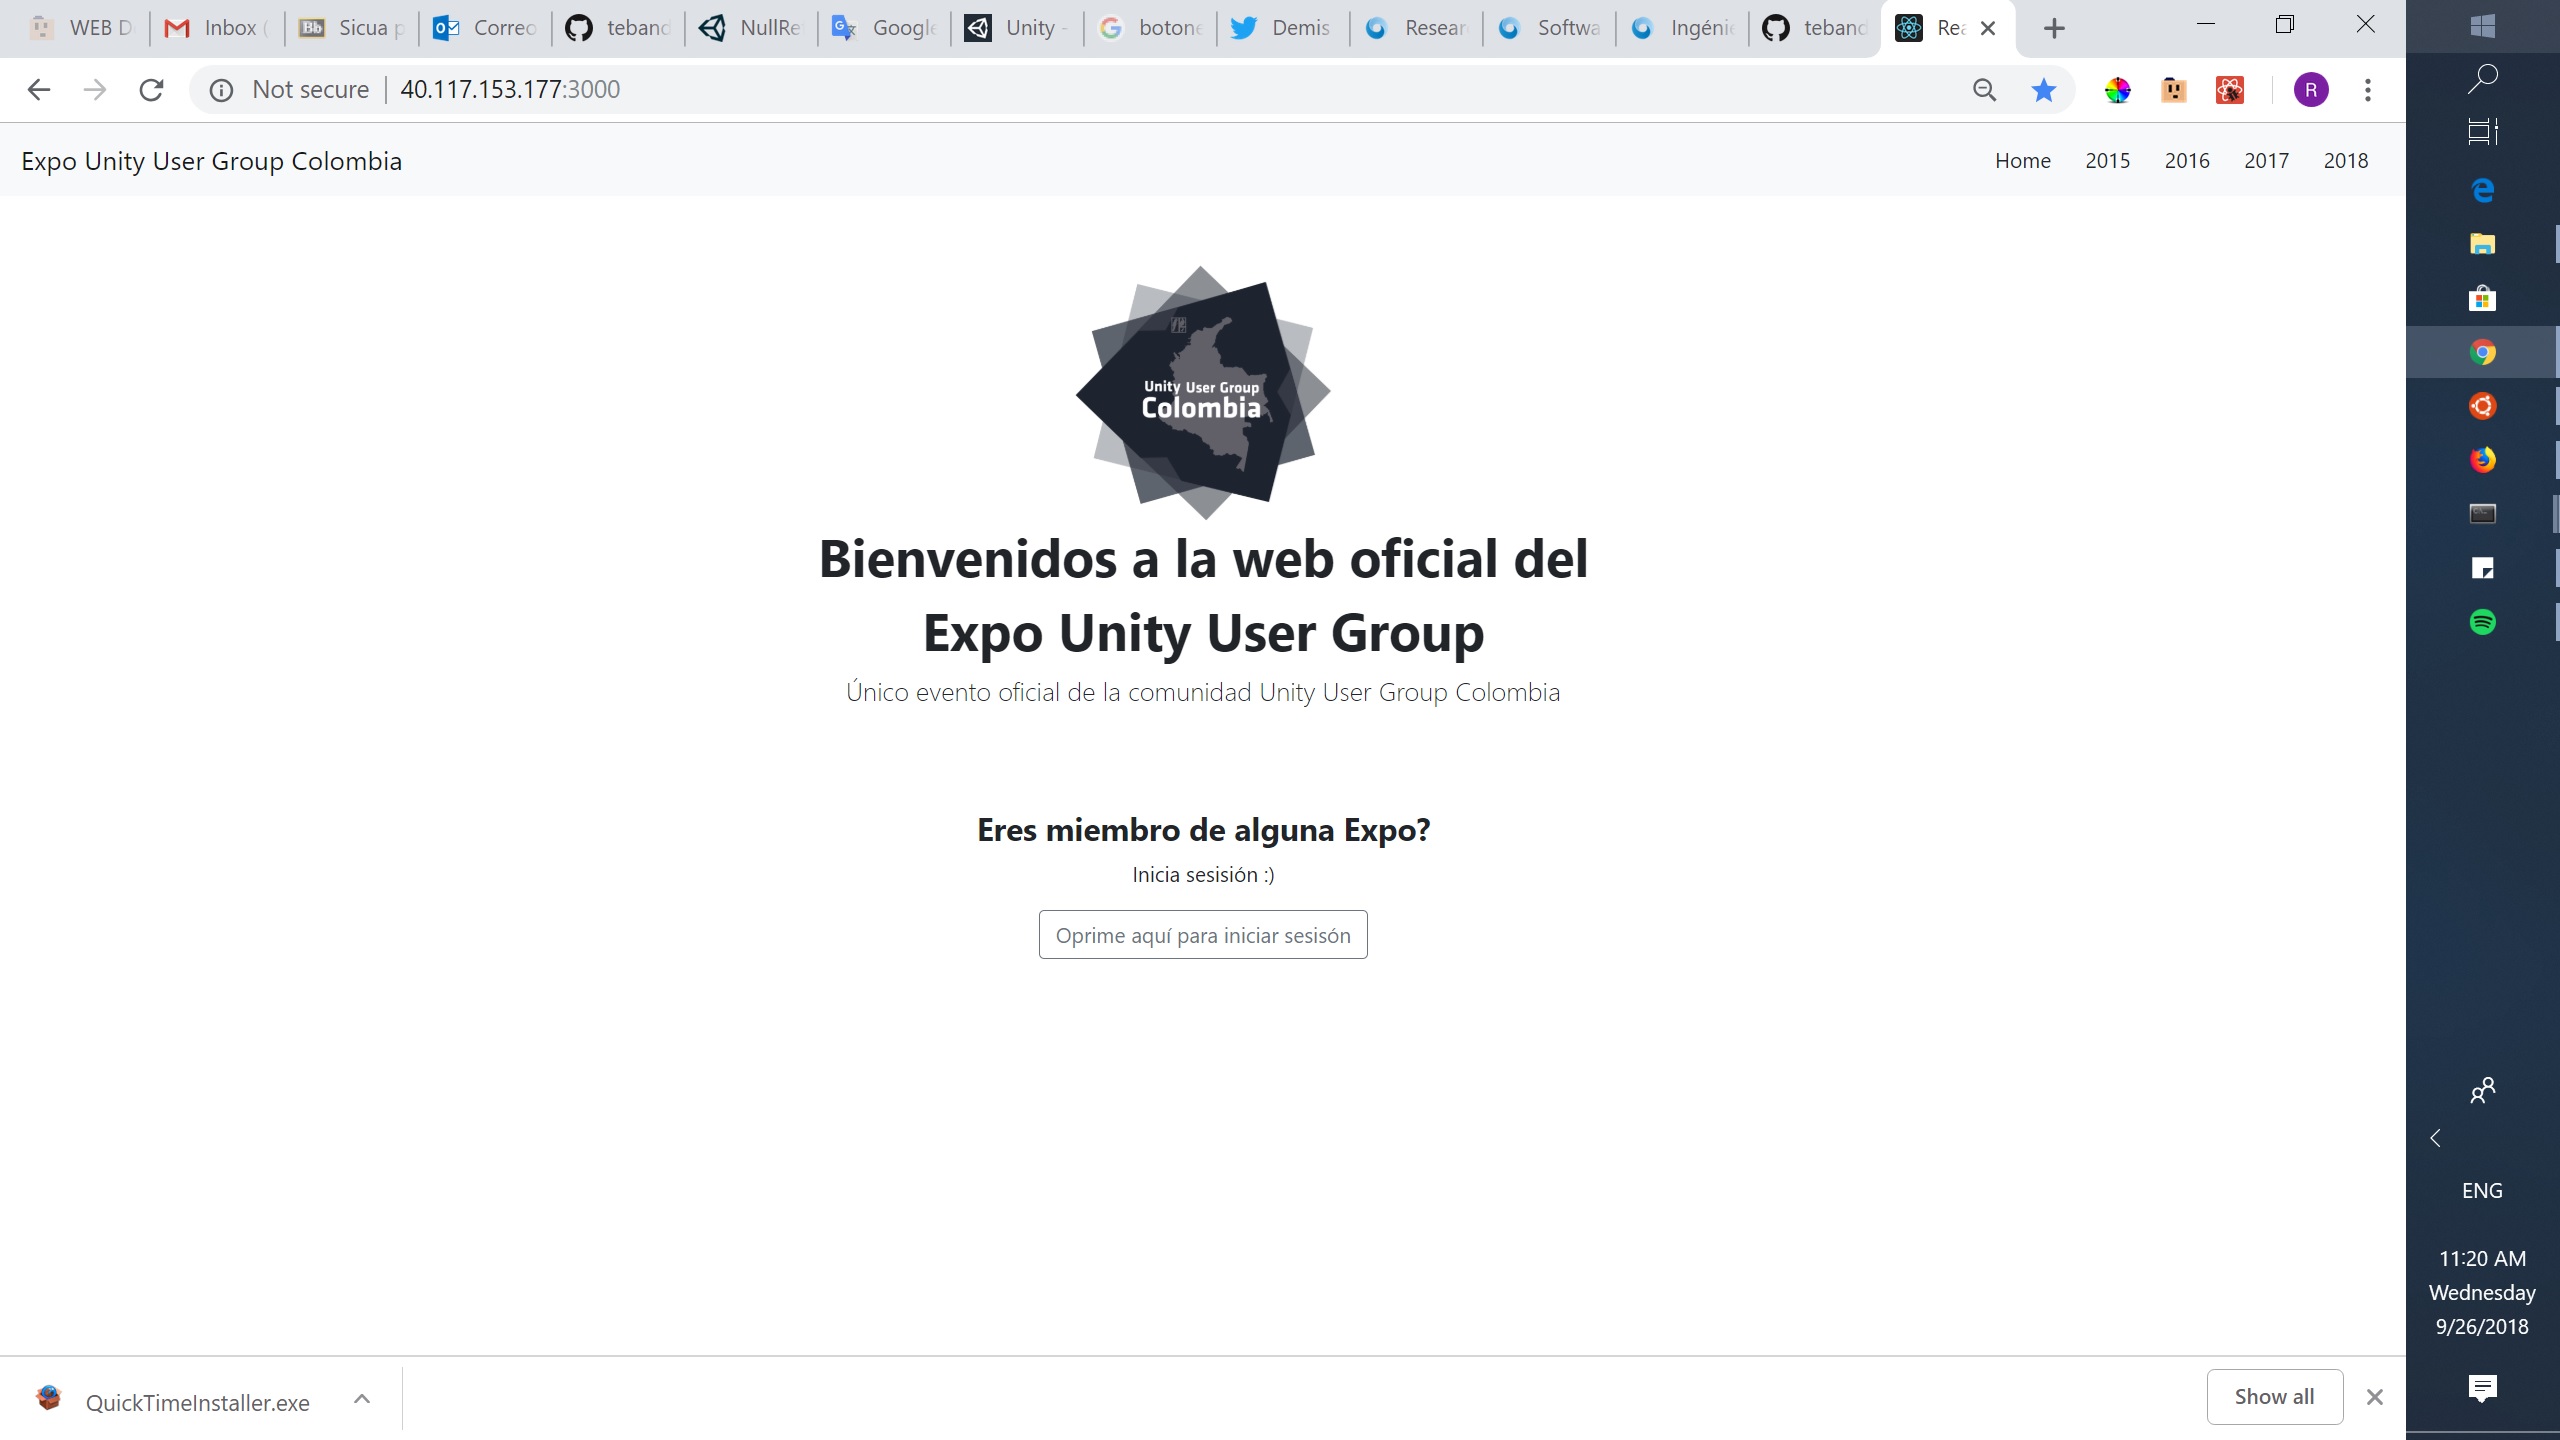 WEB D
Inbox (
Sicua p
Correo
teband
NullRe
Google
Unity -
botone
Demis
Resear
Softwa
Ingénie
teband
Rea
Not secure
40.117.153.177:3000
R
Expo Unity User Group Colombia
Home 2015 2016 2017 2018
Unity User Group
Colombia
Bienvenidos a la web oficial del
Expo Unity User Group
Único evento oficial de la comunidad Unity User Group Colombia
Eres miembro de alguna Expo?
Inicia sesisión :)
Oprime aquí para iniciar sesisón
QuickTimeInstaller.exe
Show all
ENG
11:20 AM
Wednesday
9/26/2018